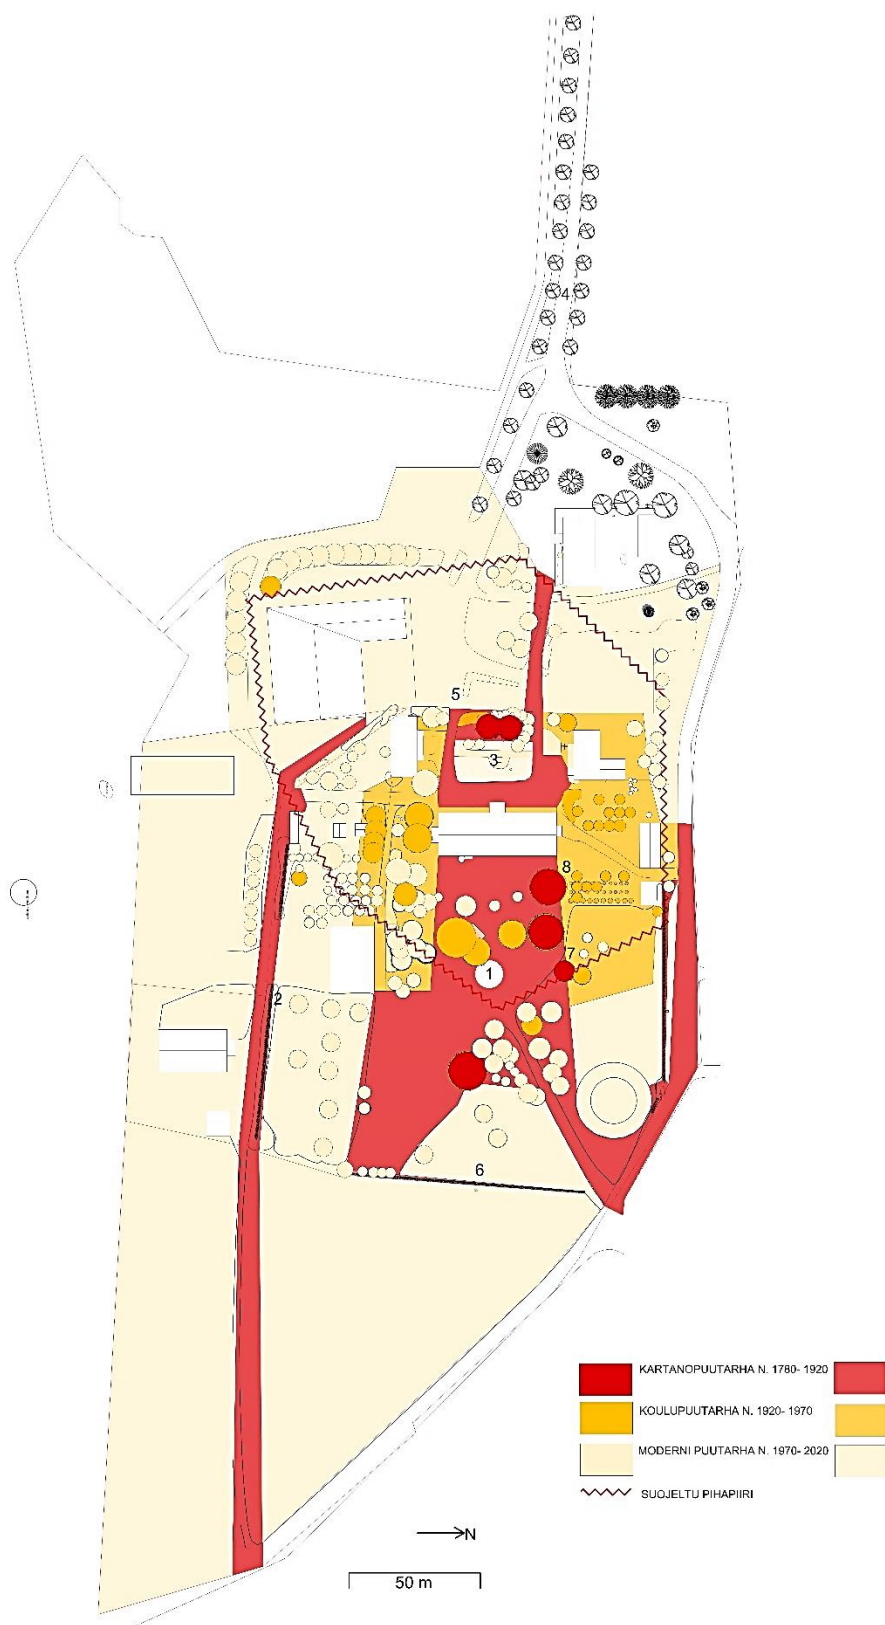 4
5
3
8
7
1
2
6
KARTANOPUUTARHA N. 1780- 1920
KOULUPUUTARHA N. 1920- 1970
MODERNI PUUTARHA N. 1970- 2020
SUOJELTU PIHAPIIRI
N
50 m